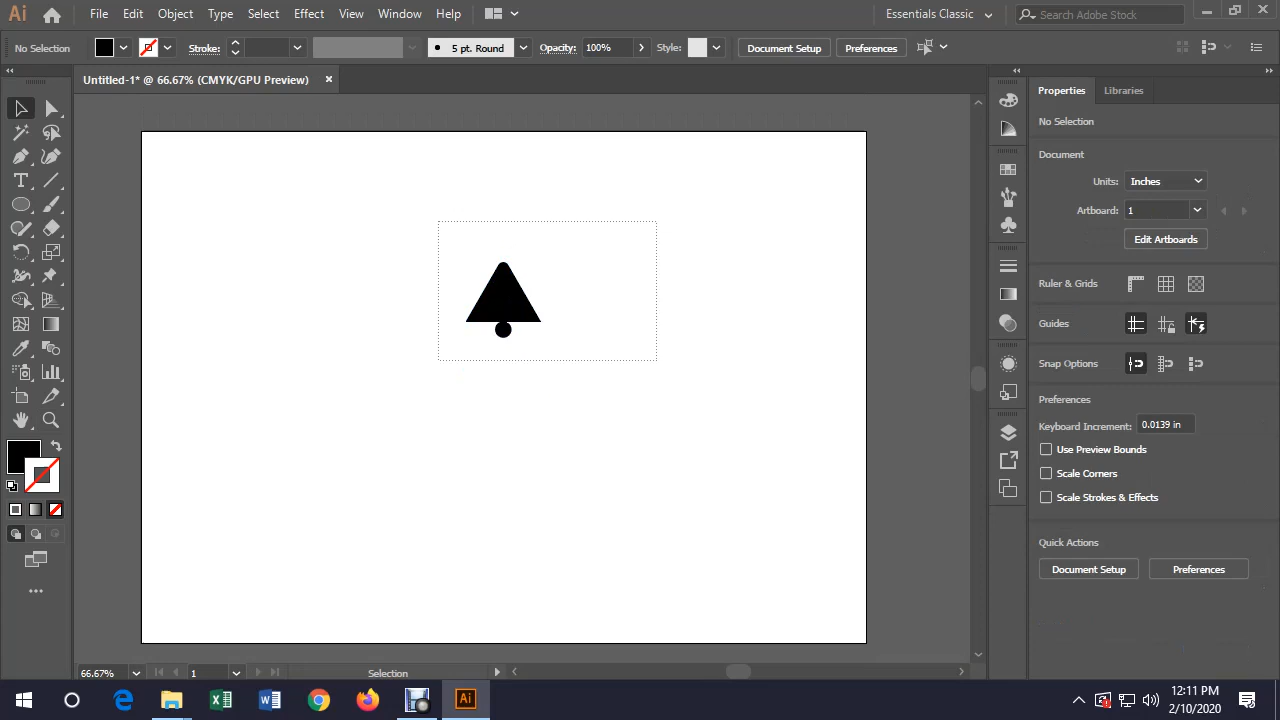 Ai File Edit Object Type Select Effect View Window Help Essentials Classic Search Adobe Stock
No Selection Stroke: 5 pt. Round Opacity: 100% Style: Document Setup Preferences
Untitled-1* @ 66.67% (CMYK/GPU Preview)
Properties Libraries
No Selection
Document
Units: Inches
Artboard: 1
Edit Artboards
Ruler & Grids
Guides
Snap Options
Preferences
Keyboard Increment: 0.0139 in
Use Preview Bounds
Scale Corners
Scale Strokes & Effects
Quick Actions
Document Setup Preferences
66.67% 1 Selection
Ai
12:11 PM
2/10/2020